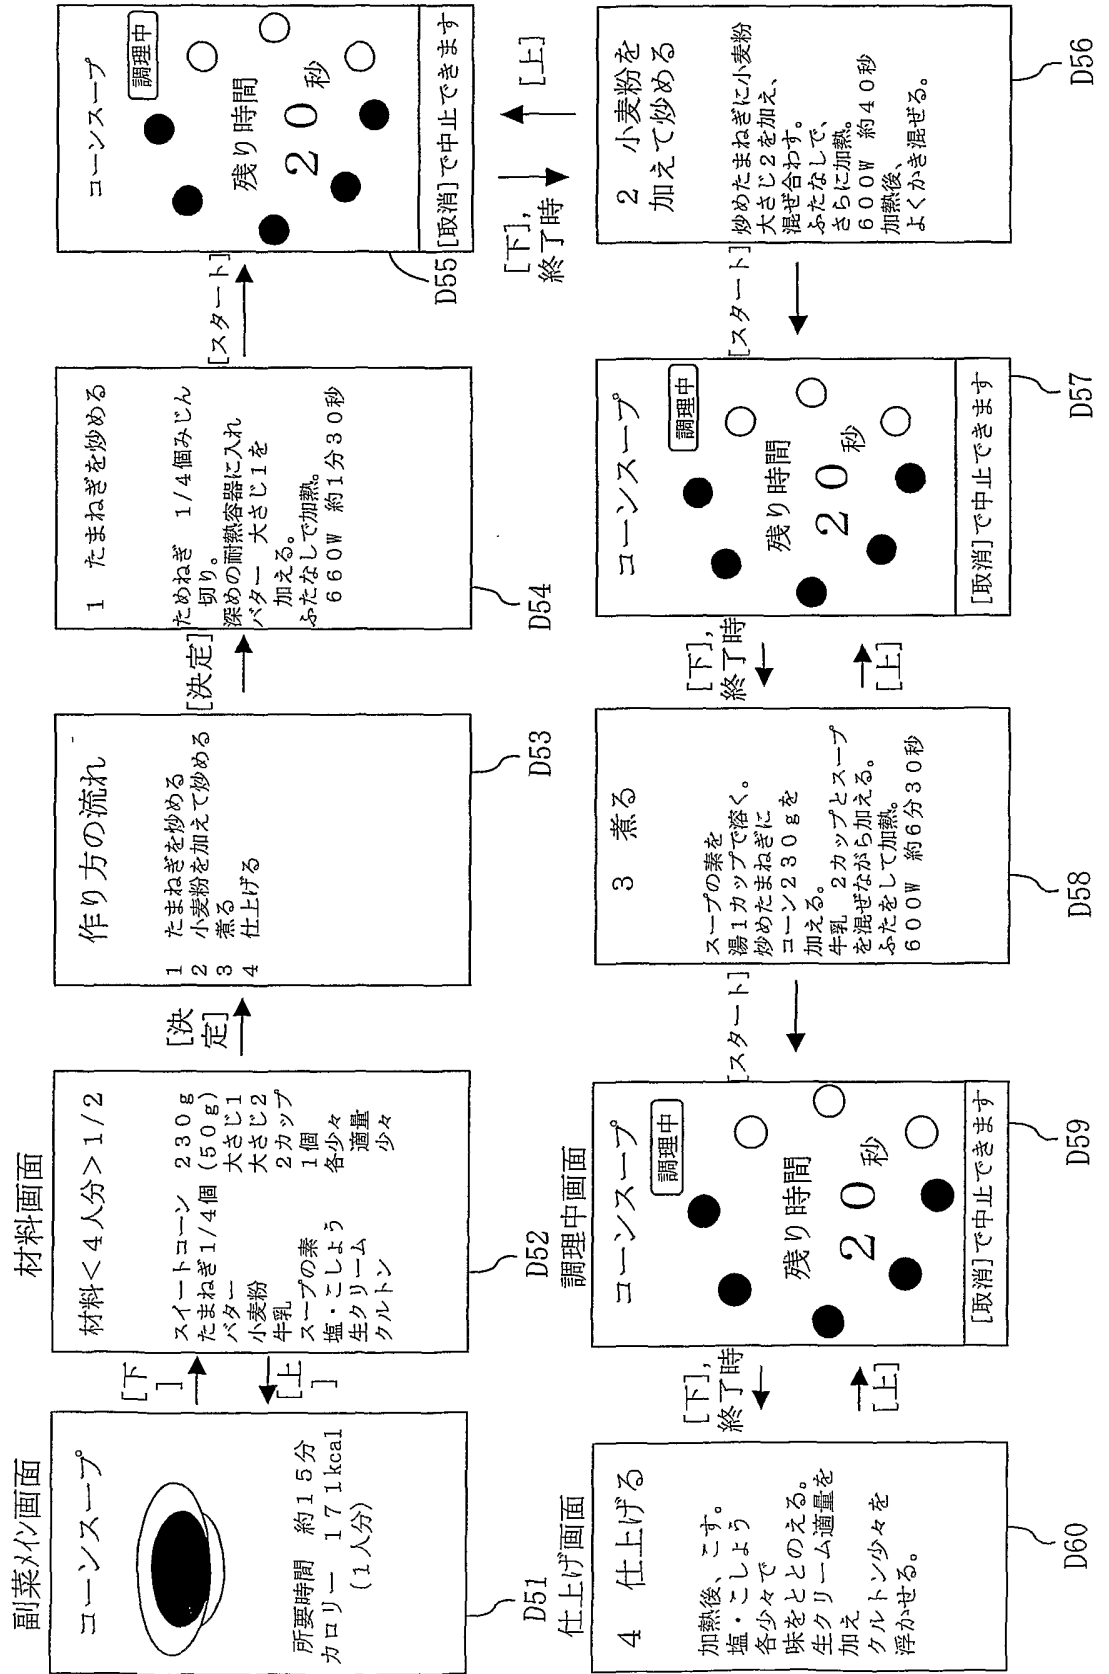 副菜メイン画面
コーンスープ
所要時間 約15分
カロリー 171kcal
(1人分)
D51
[下
]
[上
]
材料画面
材料<4人分>1/2
スイートコーン 230g
たまねぎ1/4個(50g)
バター 大さじ1
小麦粉 大さじ2
牛乳 2カップ
スープの素 1個
塩・こしょう 各少々
生クリーム 適量
クルトン 少々
D52
[決
定]
作り方の流れ
1 たまねぎを炒める
2 小麦粉を加えて炒める
3 煮る
4 仕上げる
D53
[決定]
1 たまねぎを炒める
ためねぎ 1/4個みじん
切り。
深めの耐熱容器に入れ
バター 大さじ1を
加える。
ふたなしで加熱。
660W 約1分30秒
D54
[スタート]
コーンスープ
調理中
残り時間
20秒
[取消]で中止できます
D55
[下],
終了時
[上]
2 小麦粉を
加えて炒める
炒めたまねぎに小麦粉
大さじ2を加え、
混ぜ合わす。
ふたなしで、
さらに加熱。
600W 約40秒
加熱後、
よくかき混ぜる。
D56
[スタート]
コーンスープ
調理中
残り時間
20秒
[取消]で中止できます
D57
[下],
終了時
[上]
3 煮る
スープの素を
湯1カップで溶く。
炒めたまねぎに
コーン230gを
加える。
牛乳 2カップとスープ
を混ぜながら加える。
ふたをして加熱。
600W 約6分30秒
D58
[スタート]
調理中画面
コーンスープ
調理中
残り時間
20秒
[取消]で中止できます
D59
[下],
終了時
[上]
仕上げ画面
4 仕上げる
加熱後、こす。
塩・こしょう
各少々で
味をととのえる。
生クリーム適量を
加え
クルトン少々を
浮かせる。
D60